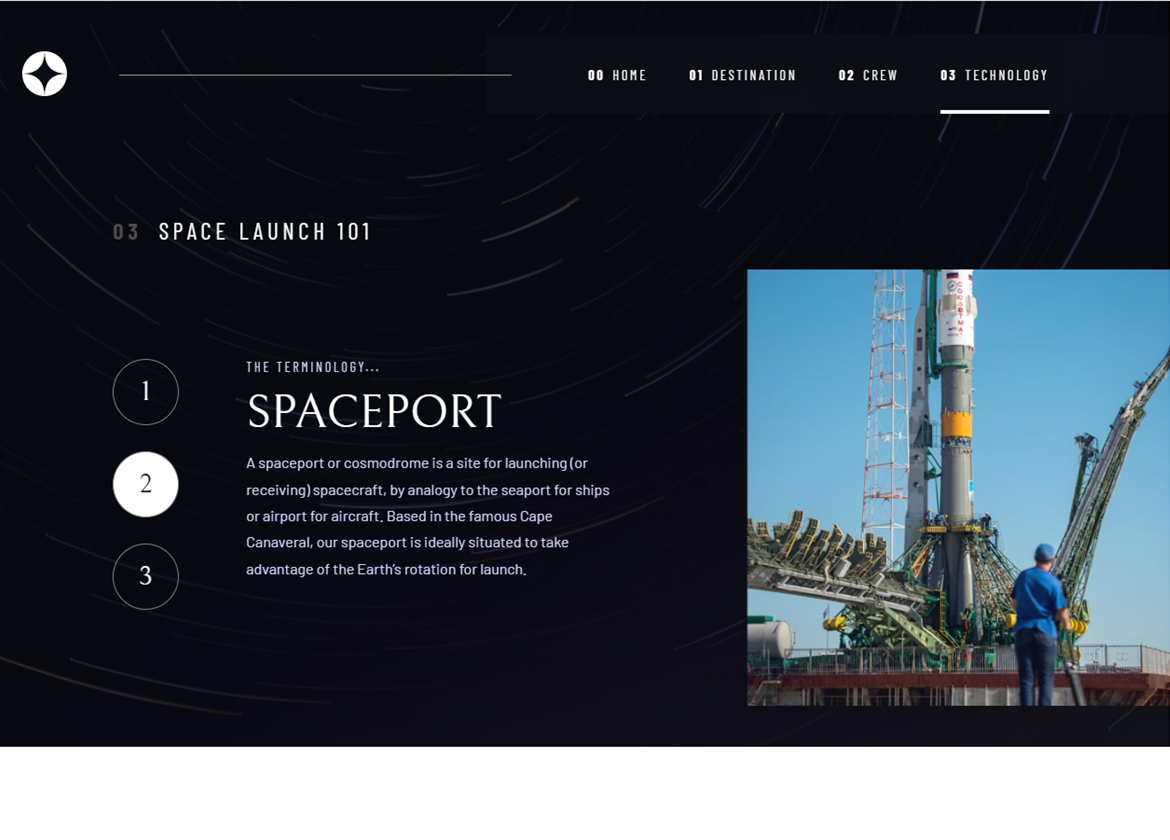 00 HOME
01 DESTINATION
02 CREW
03 TECHNOLOGY
03 SPACE LAUNCH 101
1
2
3
THE TERMINOLOGY...
SPACEPORT
A spaceport or cosmodrome is a site for launching (or
receiving) spacecraft, by analogy to the seaport for ships
or airport for aircraft. Based in the famous Cape
Canaveral, our spaceport is ideally situated to take
advantage of the Earth’s rotation for launch.